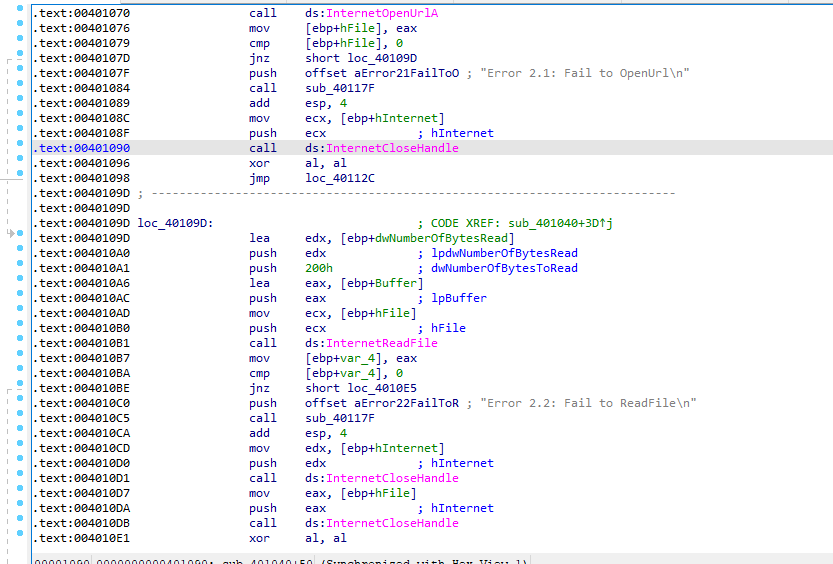 .text:00401070 call ds:InternetOpenUrlA
.text:00401076 mov [ebp+hFile], eax
.text:00401079 cmp [ebp+hFile], 0
.text:0040107D jnz short loc_40109D
.text:0040107F push offset aError21FailToO ; "Error 2.1: Fail to OpenUrl\n"
.text:00401084 call sub_40117F
.text:00401089 add esp, 4
.text:0040108C mov ecx, [ebp+hInternet]
.text:0040108F push ecx ; hInternet
.text:00401090 call ds:InternetCloseHandle
.text:00401096 xor al, al
.text:00401098 jmp loc_40112C
.text:0040109D ; ---------------------------------------------------------------------------
.text:0040109D
.text:0040109D loc_40109D: ; CODE XREF: sub_401040+3D↑j
.text:0040109D lea edx, [ebp+dwNumberOfBytesRead]
.text:004010A0 push edx ; lpdwNumberOfBytesRead
.text:004010A1 push 200h ; dwNumberOfBytesToRead
.text:004010A6 lea eax, [ebp+Buffer]
.text:004010AC push eax ; lpBuffer
.text:004010AD mov ecx, [ebp+hFile]
.text:004010B0 push ecx ; hFile
.text:004010B1 call ds:InternetReadFile
.text:004010B7 mov [ebp+var_4], eax
.text:004010BA cmp [ebp+var_4], 0
.text:004010BE jnz short loc_4010E5
.text:004010C0 push offset aError22FailToR ; "Error 2.2: Fail to ReadFile\n"
.text:004010C5 call sub_40117F
.text:004010CA add esp, 4
.text:004010CD mov edx, [ebp+hInternet]
.text:004010D0 push edx ; hInternet
.text:004010D1 call ds:InternetCloseHandle
.text:004010D7 mov eax, [ebp+hFile]
.text:004010DA push eax ; hInternet
.text:004010DB call ds:InternetCloseHandle
.text:004010E1 xor al, al
00001090 0000000000401090: sub_401040+50 (Synchronized with Hex View-1)